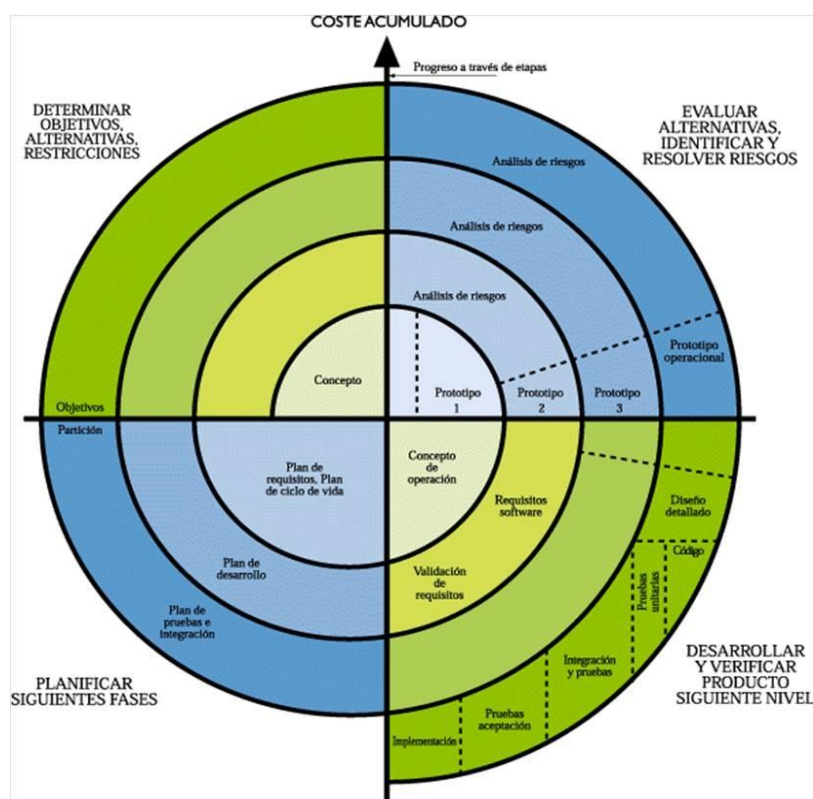 COSTE ACUMULADO
Progreso a través de etapas
DETERMINAR
OBJETIVOS,
ALTERNATIVAS,
RESTRICCIONES
EVALUAR
ALTERNATIVAS,
IDENTIFICAR Y
RESOLVER RIESGOS
Análisis de riesgos
Análisis de riesgos
Análisis de riesgos
Concepto
Prototipo
1
Prototipo
2
Prototipo
3
Prototipo
operacional
Objetivos
Partición
Plan de
requisitos, Plan
de ciclo de vida
Concepto
de
operación
Requisitos
software
Diseño
detallado
Código
Pruebas
unitarias
Plan de
desarrollo
Validación
de
requisitos
Plan de
pruebas e
integración
Integración
y pruebas
Pruebas
aceptación
Implementación
PLANIFICAR
SIGUIENTES FASES
DESARROLLAR
Y VERIFICAR
PRODUCTO
SIGUIENTE NIVEL